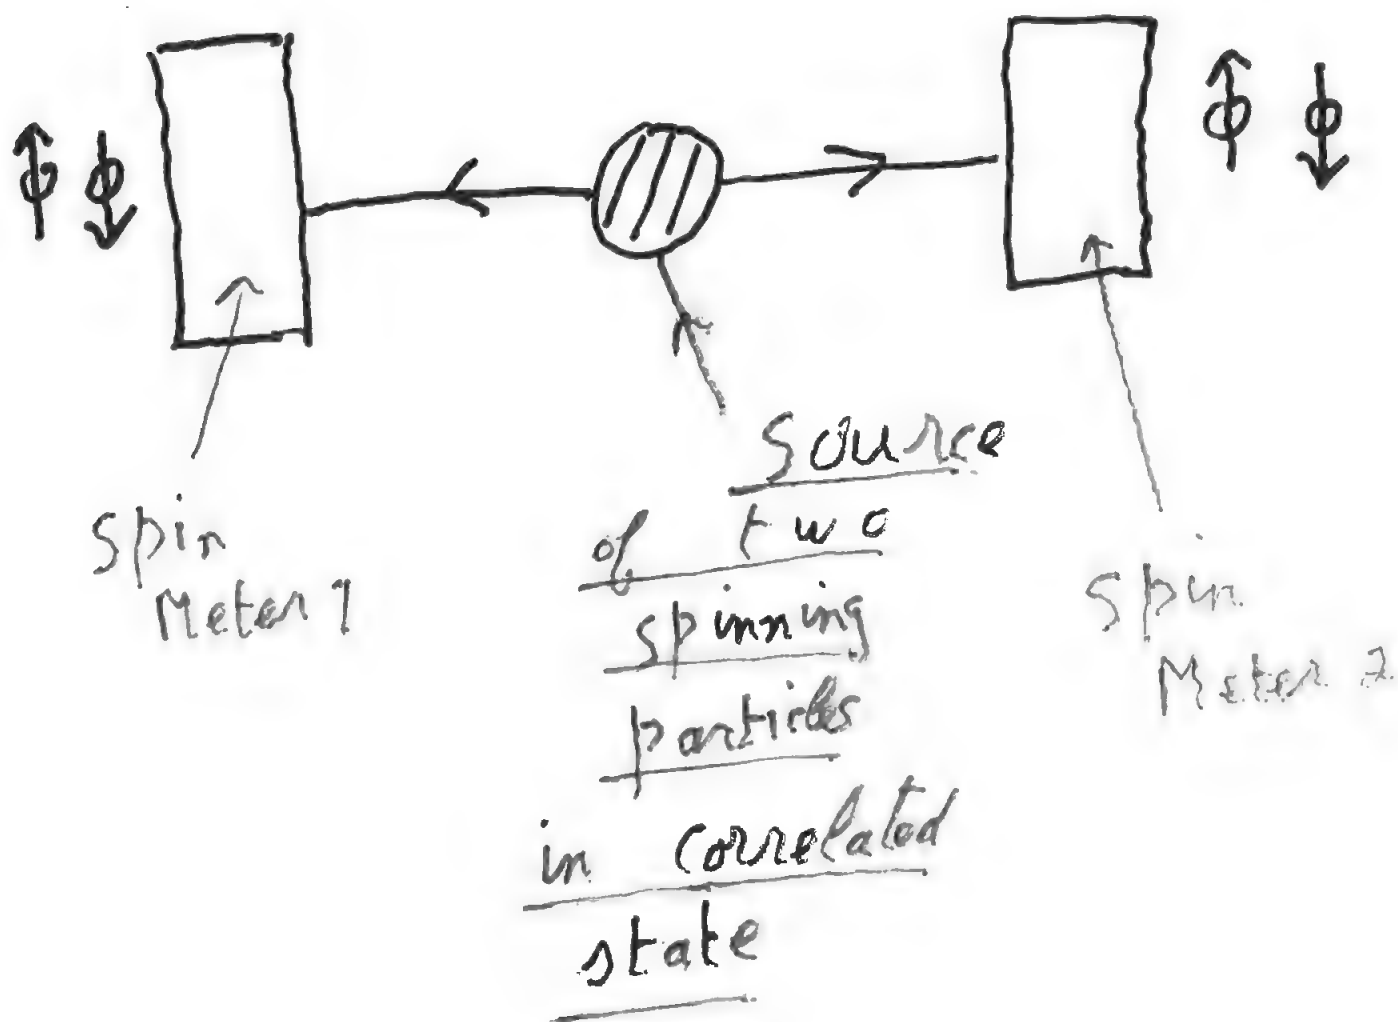 source
of two
spinning
particles
in correlated
state
spin
Meter 1
spin
Meter 2